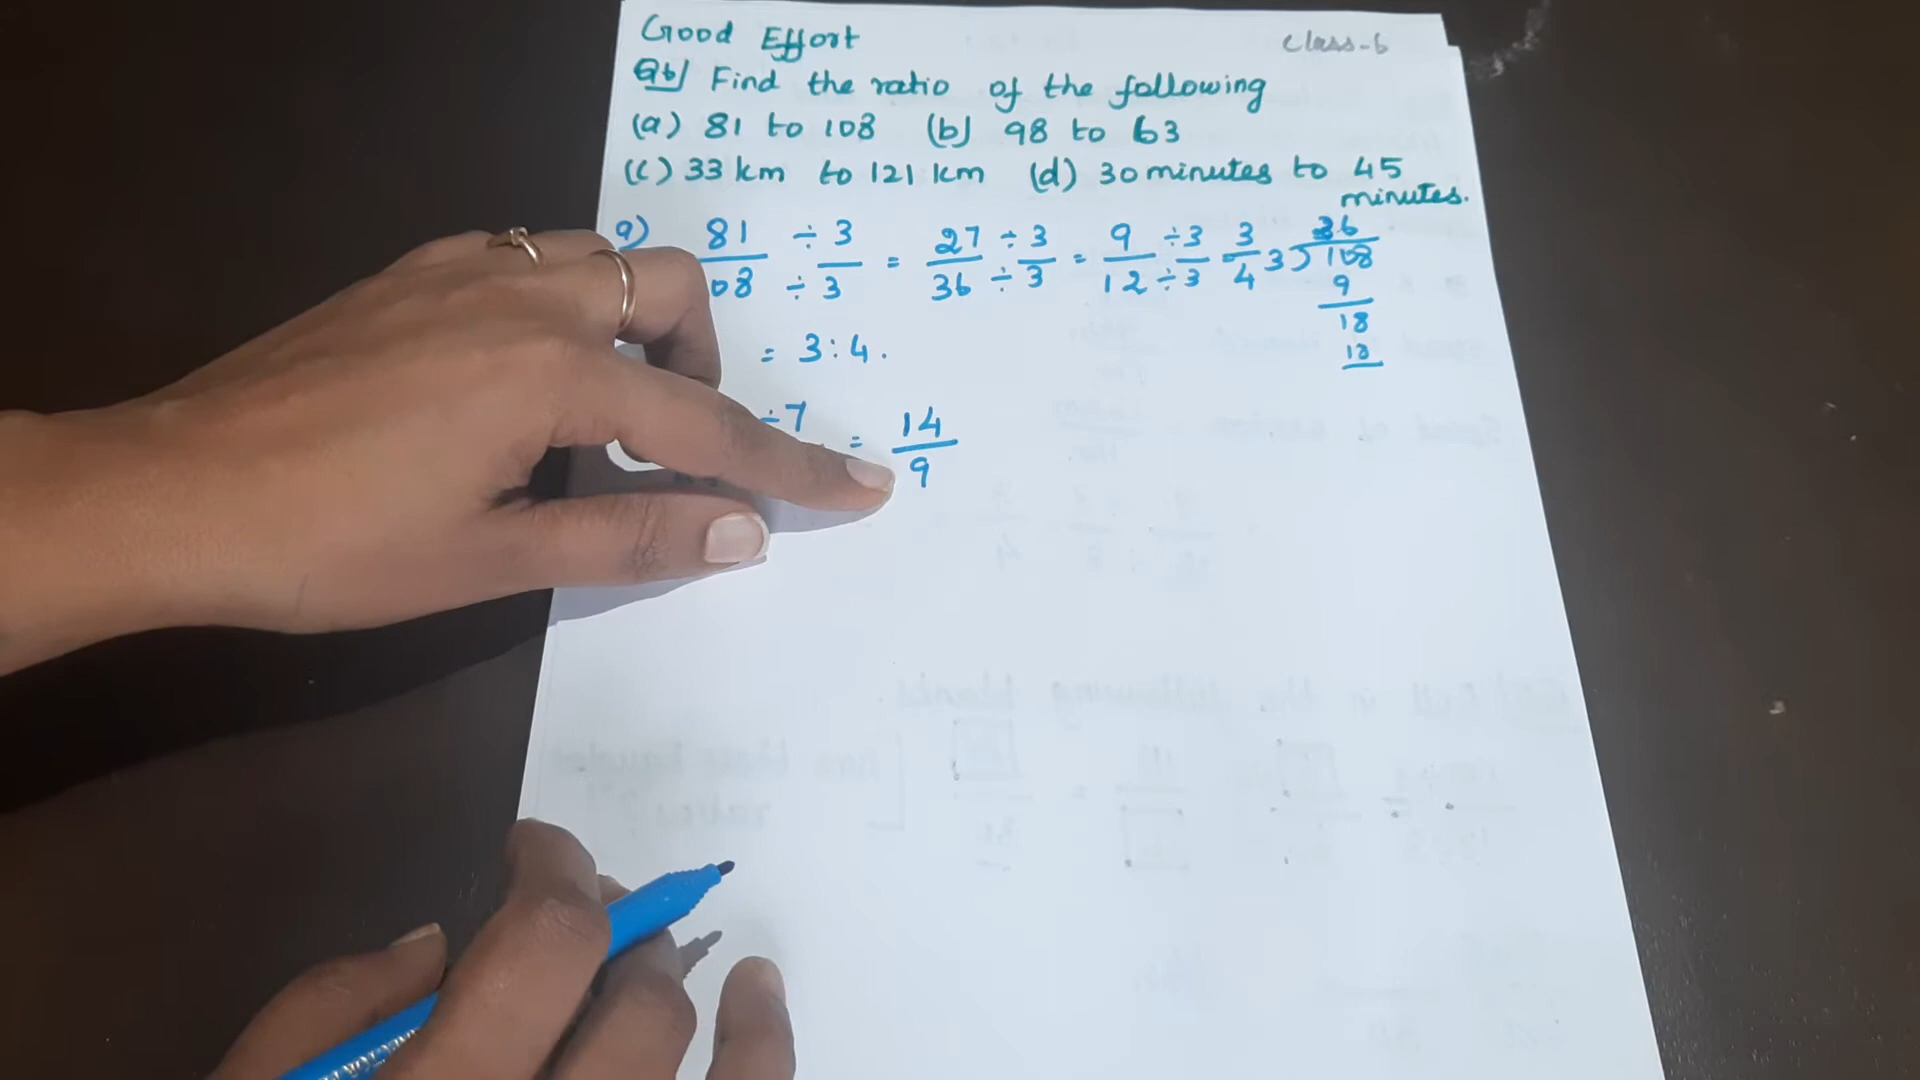 Good Effort
Class-6
Q6) Find the ratio of the following
(a) 81 to 108 (b) 98 to 63
(c) 33 km to 121 km (d) 30 minutes to 45
minutes.
a) 81 ÷ 3 = 27 ÷ 3 = 9 ÷3 = 3 3) 108 36
08 ÷ 3 36 ÷ 3 12 ÷ 3 4
9
18
18
= 3:4.
÷7 = 14
9